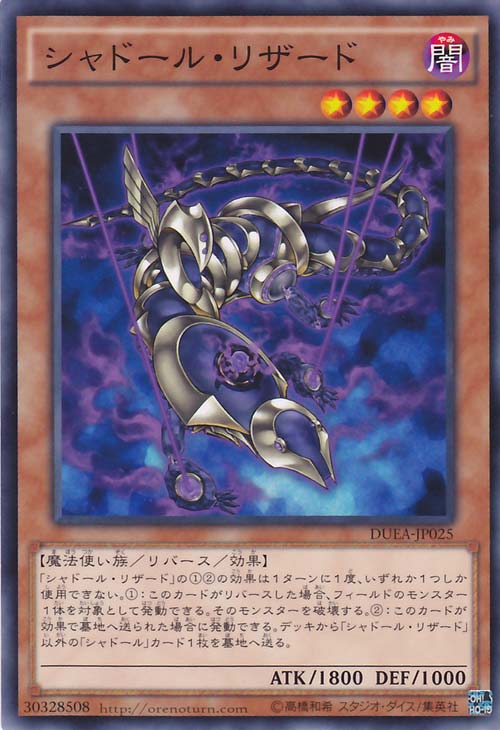 シャドール・リザード
やみ
闇
DUEA-JP025
【魔法使い族／リバース／効果】
「シャドール・リザード」の①②の効果は１ターンに１度、いずれか１つしか
使用できない。①：このカードがリバースした場合、フィールドのモンスター
１体を対象として発動できる。そのモンスターを破壊する。②：このカードが
効果で墓地へ送られた場合に発動できる。デッキから「シャドール・リザード」
以外の「シャドール」カード１枚を墓地へ送る。
ATK/1800 DEF/1000
30328508 http://orenoturn.com/ ©高橋和希 スタジオ・ダイス/集英社